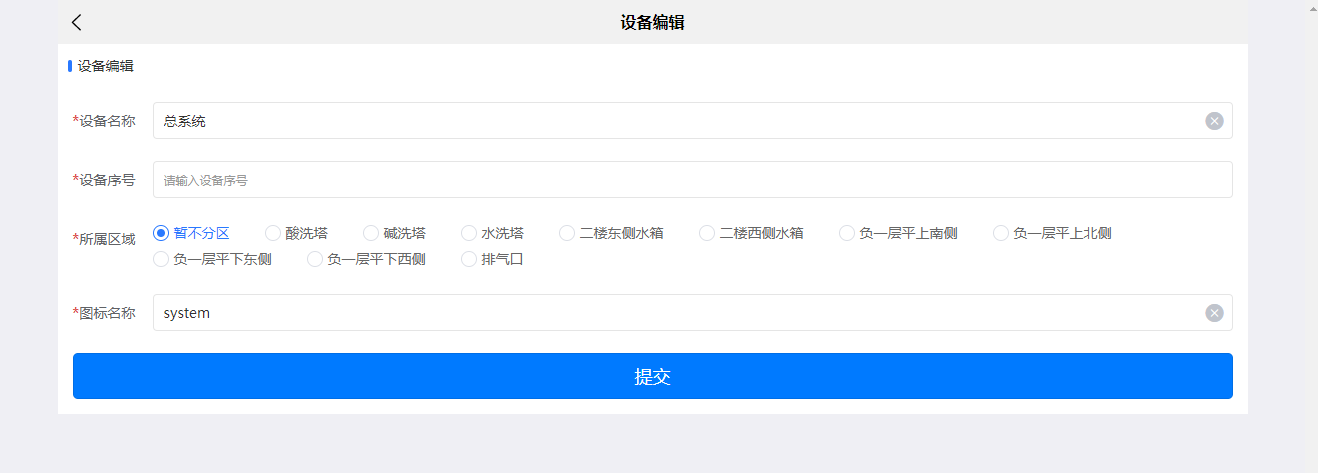 设备编辑
设备编辑
*设备名称 总系统
*设备序号 请输入设备序号
*所属区域 暂不分区 酸洗塔 碱洗塔 水洗塔 二楼东侧水箱 二楼西侧水箱 负一层平上南侧 负一层平上北侧
负一层平下东侧 负一层平下西侧 排气口
*图标名称 system
提交